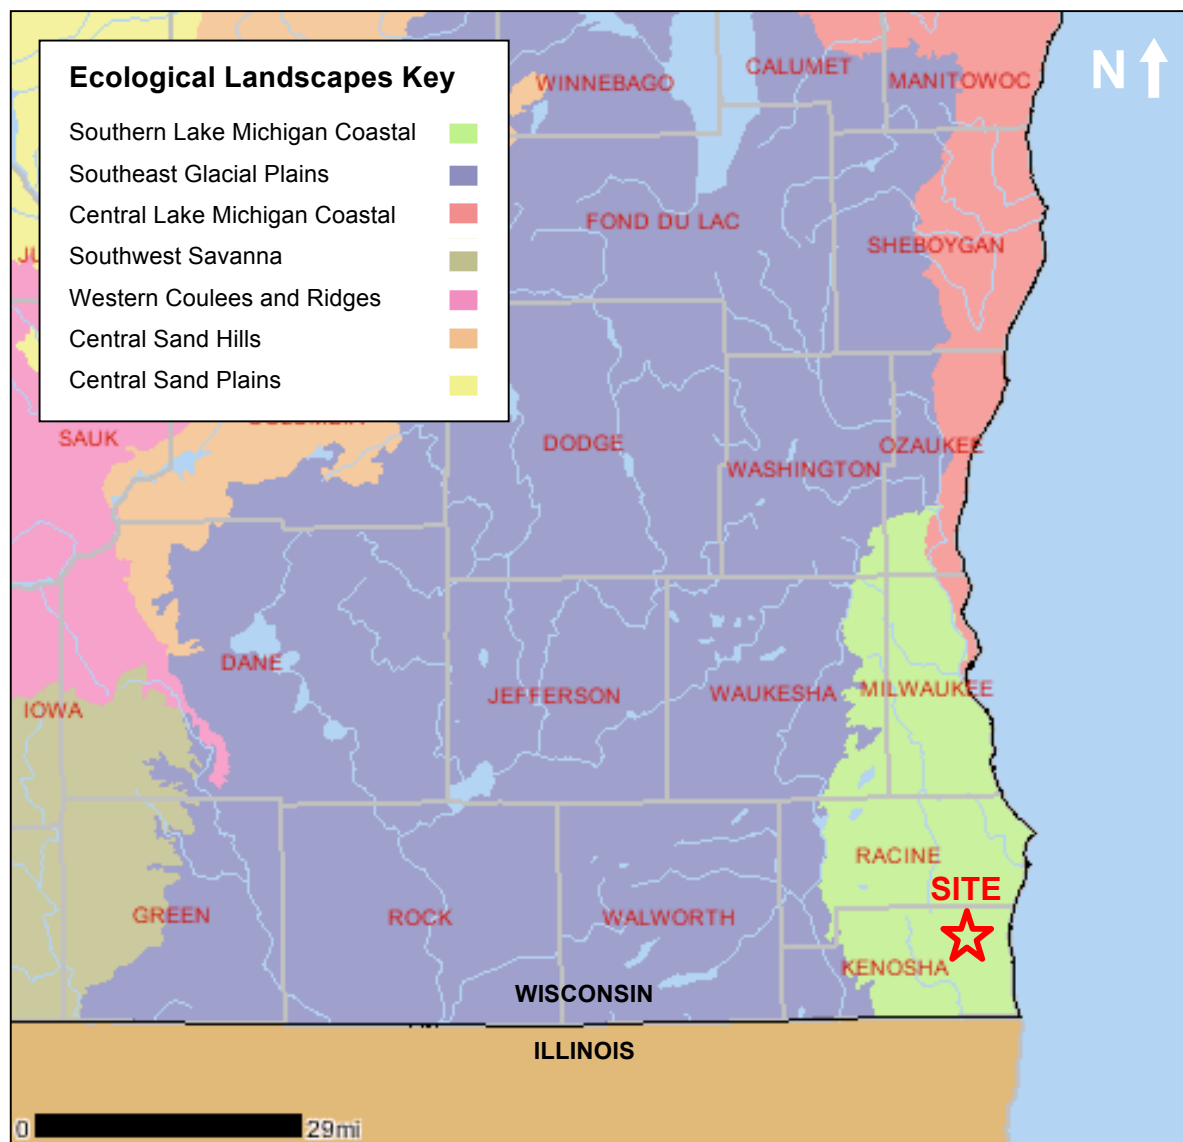 WINNEBAGO
CALUMET
MANITOWOC
N
Ecological Landscapes Key
Southern Lake Michigan Coastal
Southeast Glacial Plains
Central Lake Michigan Coastal
Southwest Savanna
Western Coulees and Ridges
Central Sand Hills
Central Sand Plains
FOND DU LAC
SHEBOYGAN
SAUK
DODGE
WASHINGTON
OZAUKEE
DANE
IOWA
JEFFERSON
WAUKESHA
MILWAUKEE
RACINE
SITE
GREEN
ROCK
WALWORTH
KENOSHA
WISCONSIN
ILLINOIS
0 29mi